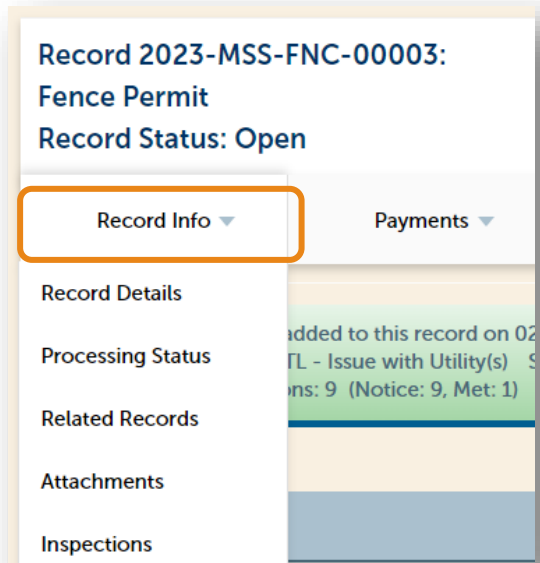 Record 2023-MSS-FNC-00003:
Fence Permit
Record Status: Open
Record Info
Payments
Record Details
Processing Status
Related Records
Attachments
Inspections
added to this record on 02
TL - Issue with Utility(s) S
ons: 9 (Notice: 9, Met: 1)